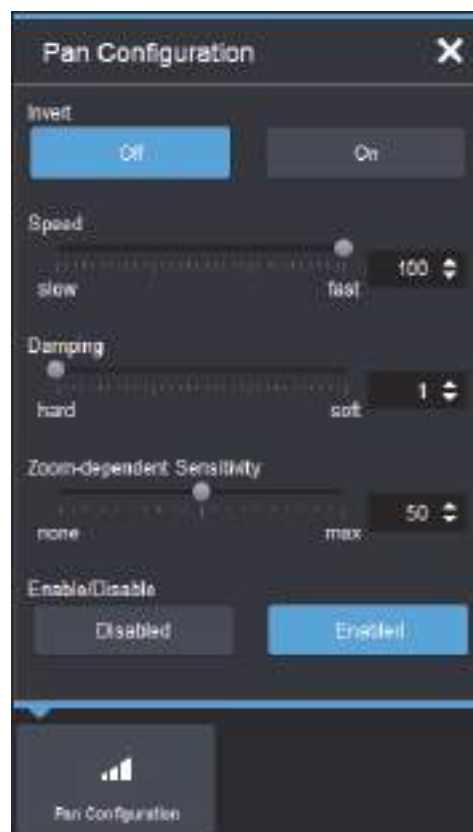 Pan Configuration
Invert
Off On
Speed
100
slow fast
Damping
1
hard soft
Zoom-dependent Sensitivity
50
none max
Enable/Disable
Disabled Enabled
Pan Configuration